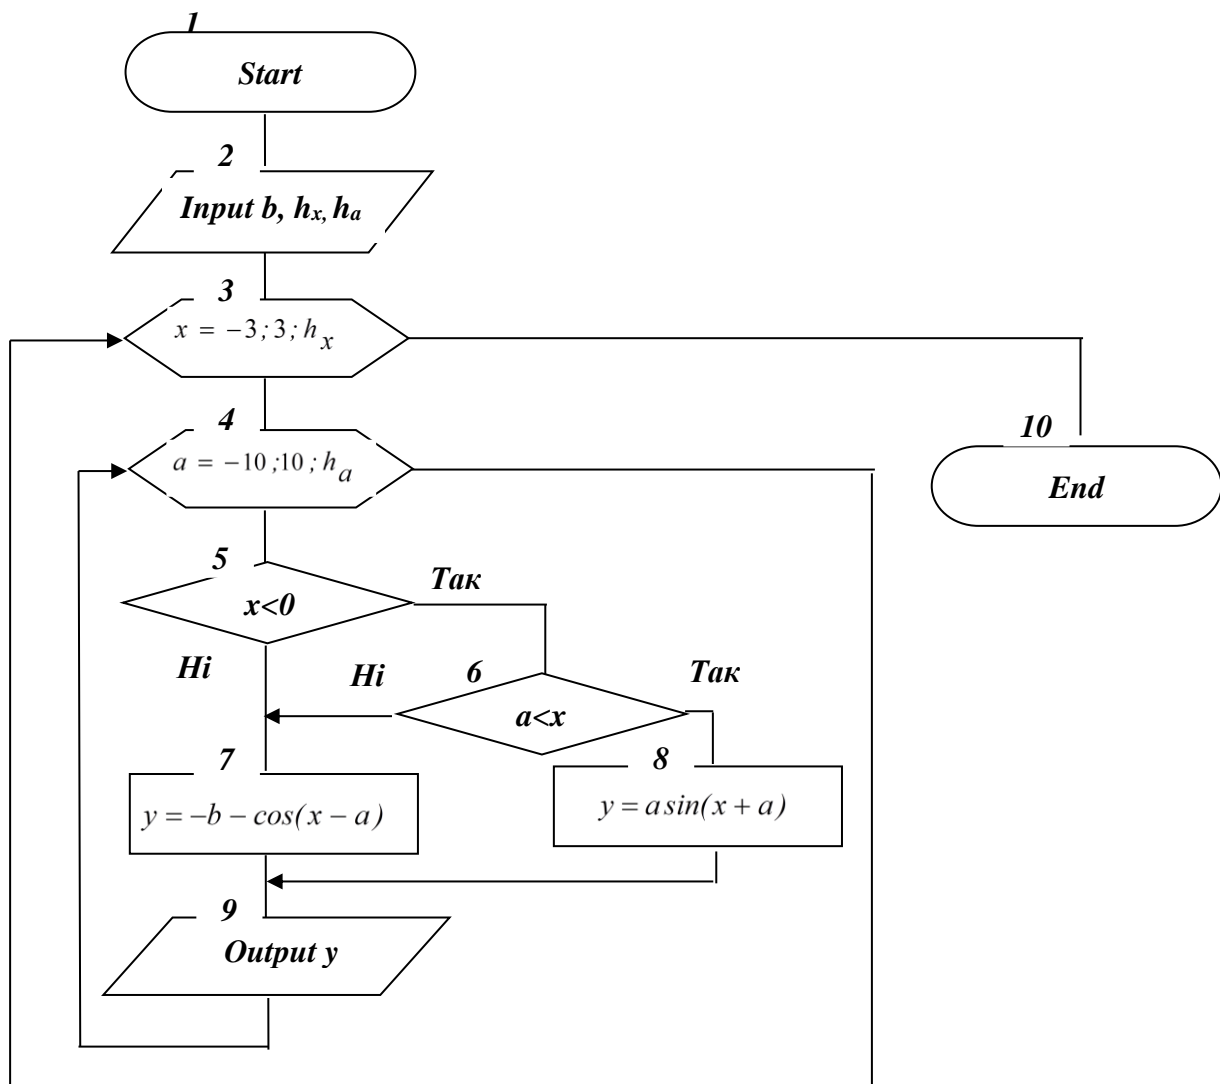 1
Start
2
Input b, hₓ, hₐ
3
x = −3; 3; hₓ
4
a = −10 ;10 ; hₐ
10
End
5
x<0
Так
Ні
6
a<x
Ні
Так
7
y = −b − cos( x − a )
8
y = a sin( x + a )
9
Output y